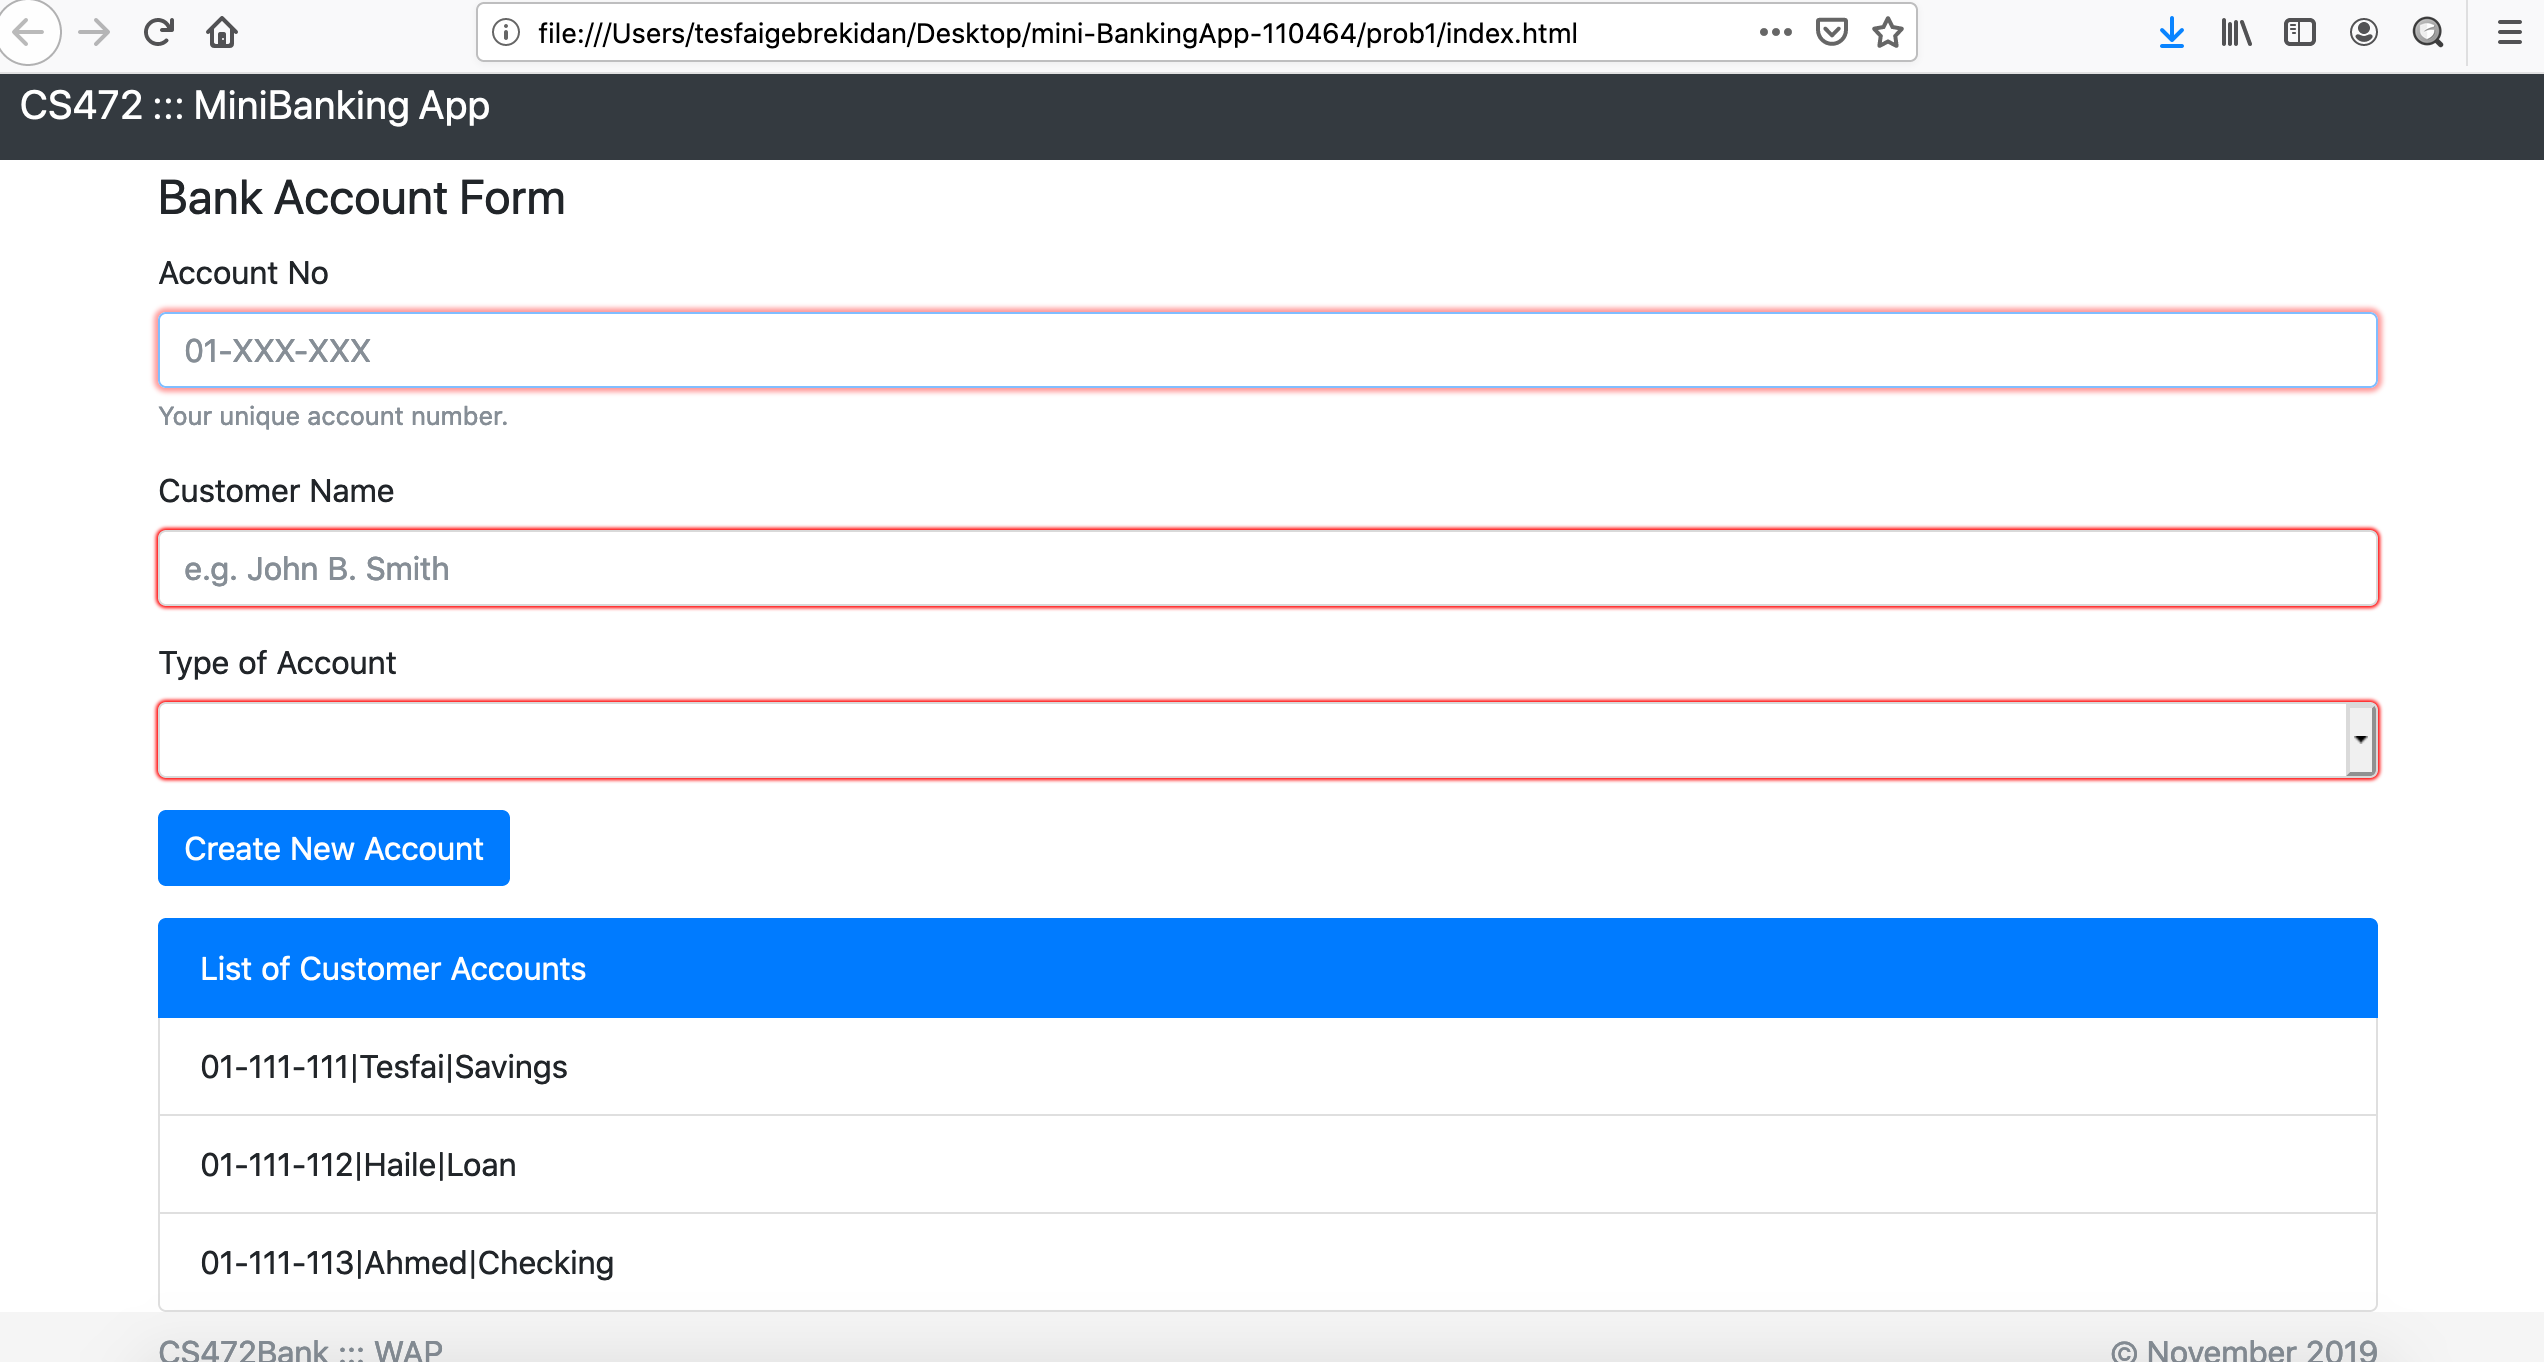 file:///Users/tesfaigebrekidan/Desktop/mini-BankingApp-110464/prob1/index.html
CS472 ::: MiniBanking App
Bank Account Form
Account No
01-XXX-XXX
Your unique account number.
Customer Name
e.g. John B. Smith
Type of Account
Create New Account
List of Customer Accounts
01-111-111|Tesfai|Savings
01-111-112|Haile|Loan
01-111-113|Ahmed|Checking
CS472Bank ::: WAP © November 2019